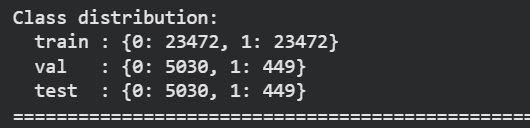 Class distribution:
  train : {0: 23472, 1: 23472}
  val   : {0: 5030, 1: 449}
  test  : {0: 5030, 1: 449}
==================================================